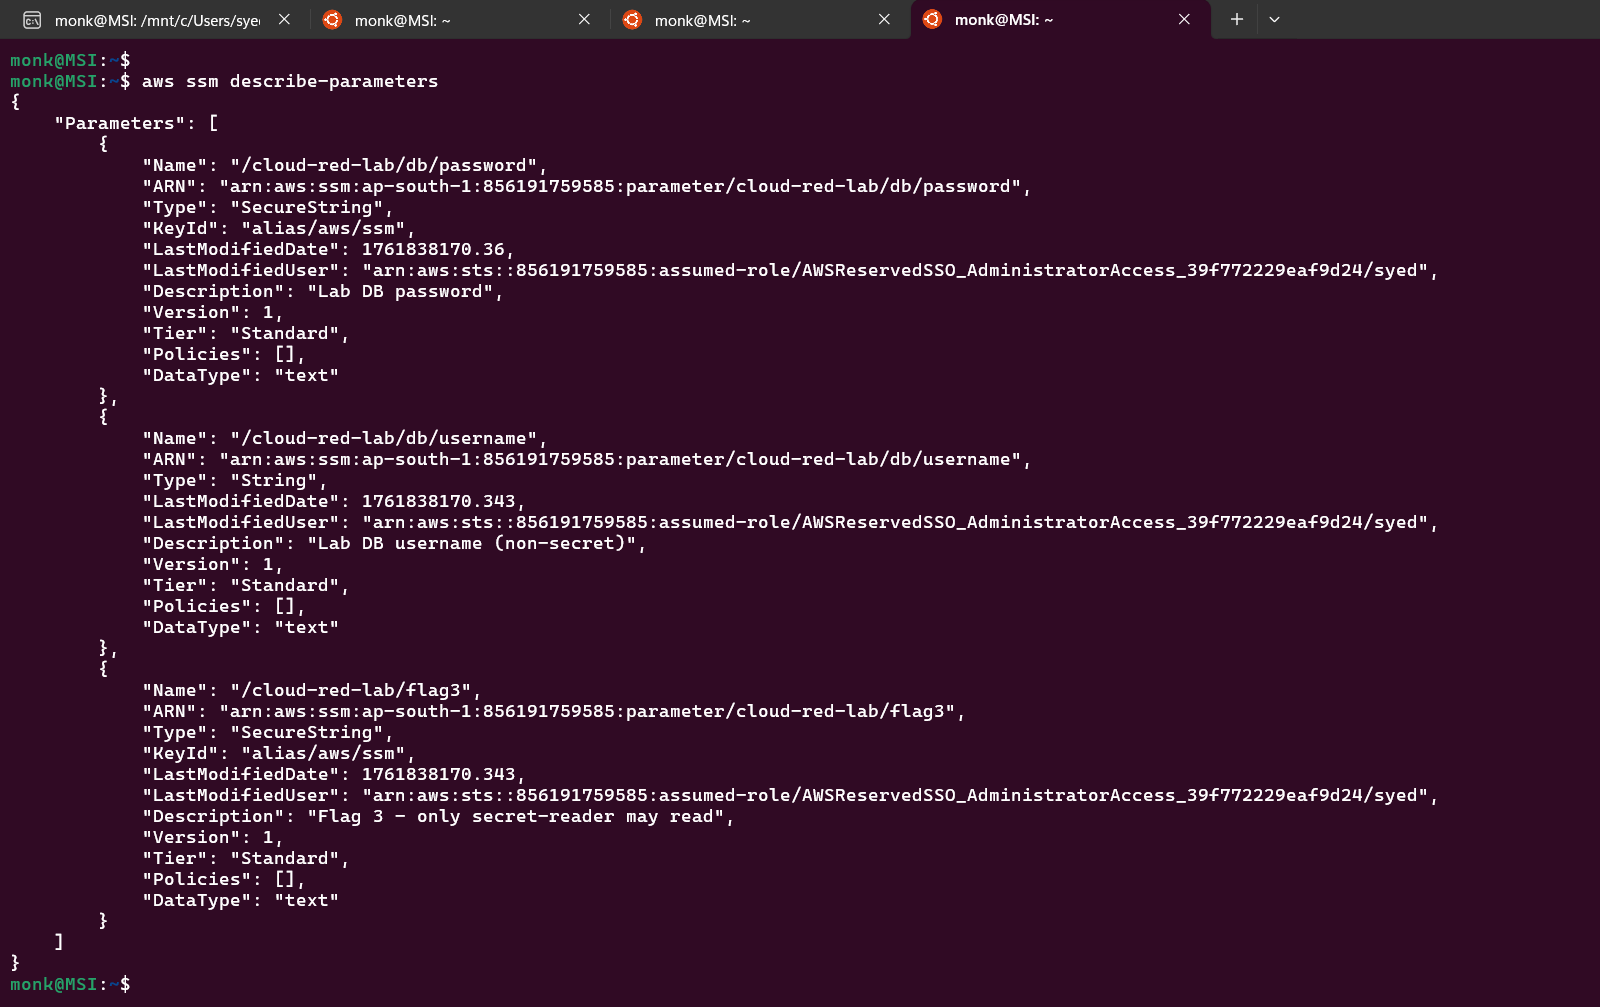 monk@MSI: /mnt/c/Users/sye
monk@MSI: ~
monk@MSI: ~
monk@MSI: ~
monk@MSI:~$
monk@MSI:~$ aws ssm describe-parameters
{
    "Parameters": [
        {
            "Name": "/cloud-red-lab/db/password",
            "ARN": "arn:aws:ssm:ap-south-1:856191759585:parameter/cloud-red-lab/db/password",
            "Type": "SecureString",
            "KeyId": "alias/aws/ssm",
            "LastModifiedDate": 1761838170.36,
            "LastModifiedUser": "arn:aws:sts::856191759585:assumed-role/AWSReservedSSO_AdministratorAccess_39f772229eaf9d24/syed",
            "Description": "Lab DB password",
            "Version": 1,
            "Tier": "Standard",
            "Policies": [],
            "DataType": "text"
        },
        {
            "Name": "/cloud-red-lab/db/username",
            "ARN": "arn:aws:ssm:ap-south-1:856191759585:parameter/cloud-red-lab/db/username",
            "Type": "String",
            "LastModifiedDate": 1761838170.343,
            "LastModifiedUser": "arn:aws:sts::856191759585:assumed-role/AWSReservedSSO_AdministratorAccess_39f772229eaf9d24/syed",
            "Description": "Lab DB username (non-secret)",
            "Version": 1,
            "Tier": "Standard",
            "Policies": [],
            "DataType": "text"
        },
        {
            "Name": "/cloud-red-lab/flag3",
            "ARN": "arn:aws:ssm:ap-south-1:856191759585:parameter/cloud-red-lab/flag3",
            "Type": "SecureString",
            "KeyId": "alias/aws/ssm",
            "LastModifiedDate": 1761838170.343,
            "LastModifiedUser": "arn:aws:sts::856191759585:assumed-role/AWSReservedSSO_AdministratorAccess_39f772229eaf9d24/syed",
            "Description": "Flag 3 - only secret-reader may read",
            "Version": 1,
            "Tier": "Standard",
            "Policies": [],
            "DataType": "text"
        }
    ]
}
monk@MSI:~$